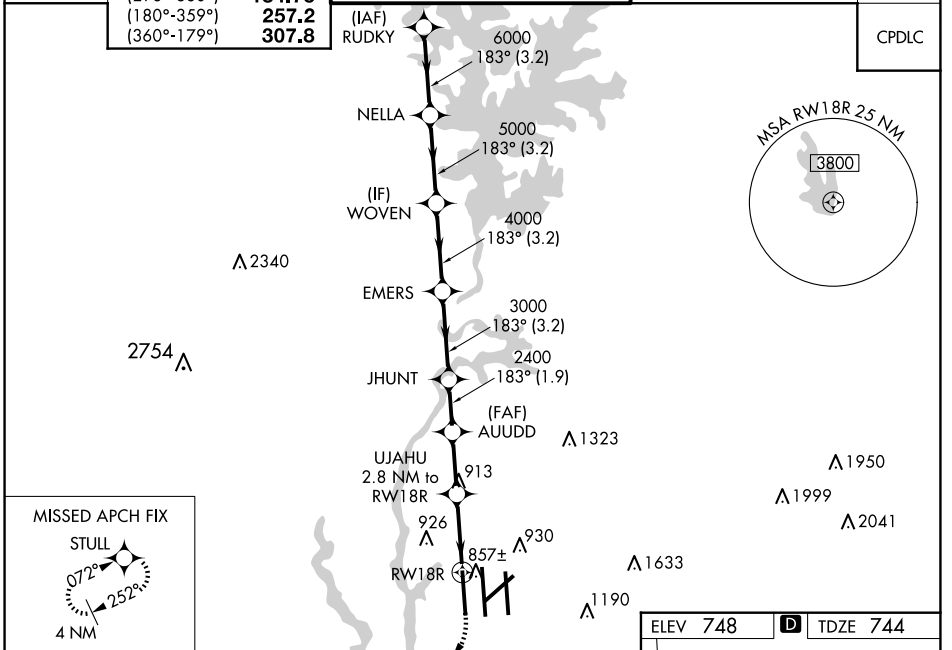 (180°-359°) 257.2
(360°-179°) 307.8
(IAF)
RUDKY
6000
183° (3.2)
CPDLC
NELLA
5000
183° (3.2)
MSA RW18R 25 NM
3800
(IF)
WOVEN
4000
183° (3.2)
2340
EMERS
3000
183° (3.2)
2754
2400
183° (1.9)
JHUNT
(FAF)
AUUDD
1323
UJAHU
2.8 NM to
RW18R
913
1950
1999
2041
926
930
MISSED APCH FIX
STULL
072°
252°
4 NM
857±
RW18R
1633
1190
ELEV 748
D
TDZE 744